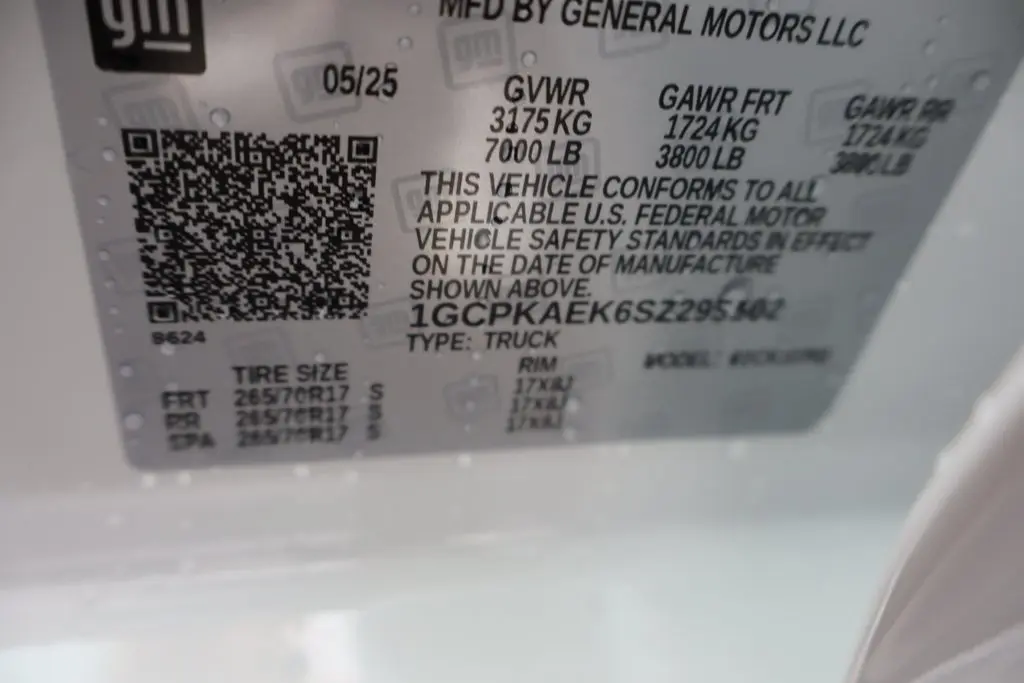 gm
MFD BY GENERAL MOTORS LLC
05/25
GVWR GAWR FRT GAWR RR
3175 KG 1724 KG 1724 KG
7000 LB 3800 LB 3800 LB
THIS VEHICLE CONFORMS TO ALL
APPLICABLE U.S. FEDERAL MOTOR
VEHICLE SAFETY STANDARDS IN EFFECT
ON THE DATE OF MANUFACTURE
SHOWN ABOVE.
TYPE: TRUCK MODEL:
TIRE SIZE RIM
FRT 265/70R17 S 17X8J
RR 265/70R17 S 17X8J
SPA 265/70R17 S 17X8J